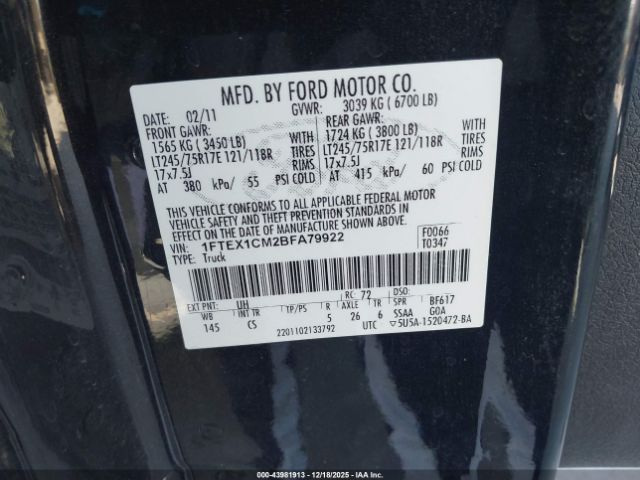 MFD. BY FORD MOTOR CO.
DATE: 02/11 GVWR: 3039 KG ( 6700 LB)
FRONT GAWR: REAR GAWR:
1565 KG ( 3450 LB) WITH 1724 KG ( 3800 LB) WITH
LT245/75R17E 121/118R TIRES LT245/75R17E 121/118R TIRES
17x7.5J RIMS 17x7.5J RIMS
AT 380 kPa/ 55 PSI COLD AT 415 kPa/ 60 PSI COLD
THIS VEHICLE CONFORMS TO ALL APPLICABLE FEDERAL MOTOR
VEHICLE SAFETY AND THEFT PREVENTION STANDARDS IN EFFECT
ON THE DATE OF MANUFACTURE SHOWN ABOVE.
VIN: 1FTEX1CM2BFA79922 F0066
TYPE: Truck T0347
EXT PNT: UH RC: 72 DSO:
WB INT TR TP/PS R AXLE TR SPR BF617
145 CS 5 26 6 SSAA GOA
2201102133792 UTC ▽5U5A-1520472-BA
000-43981913 | 12/18/2025 | IAA Inc.